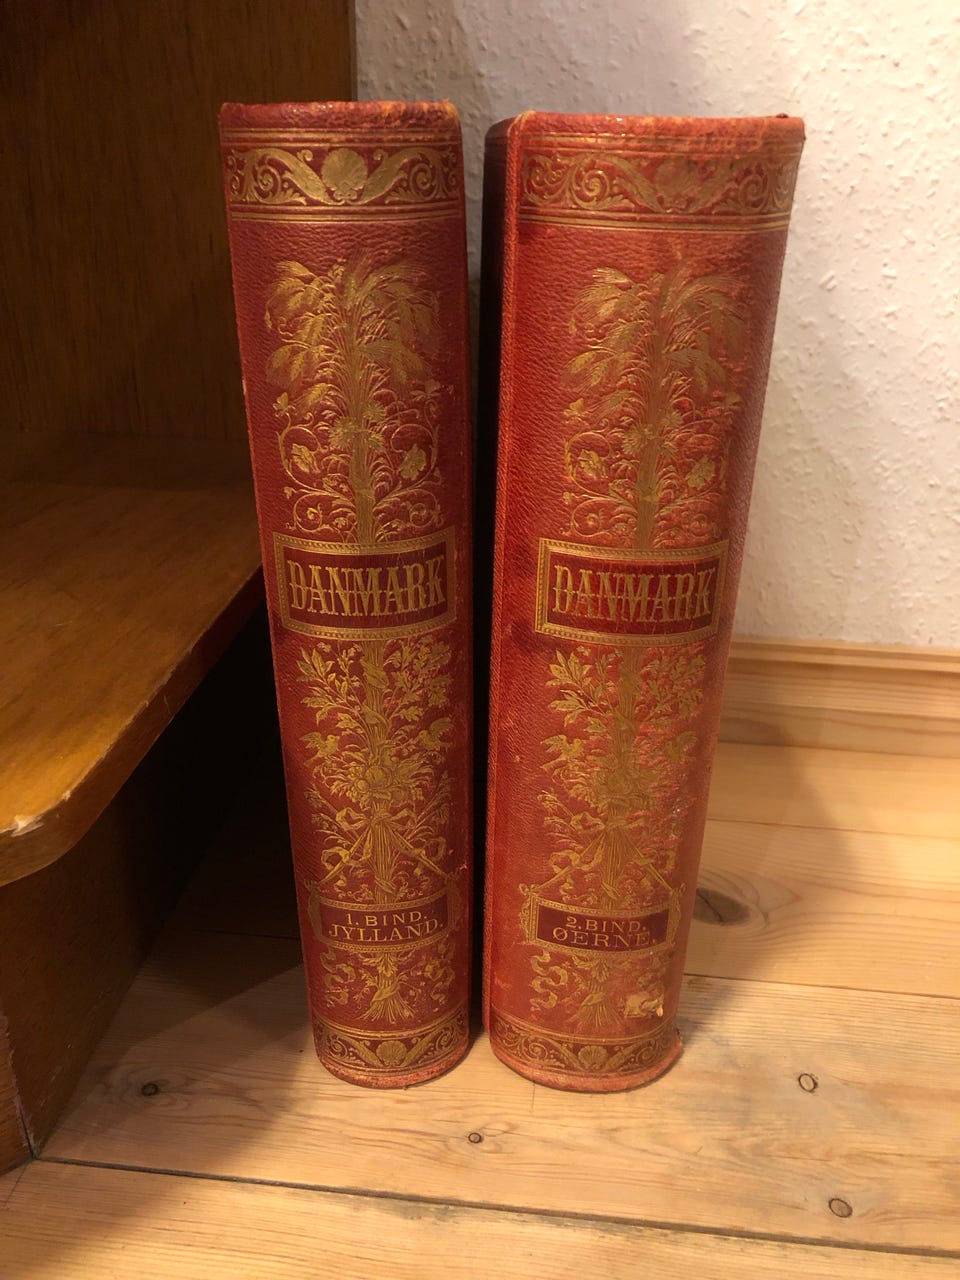 DANMARK
1. BIND.
JYLLAND.
DANMARK
2. BIND.
ØERNE.